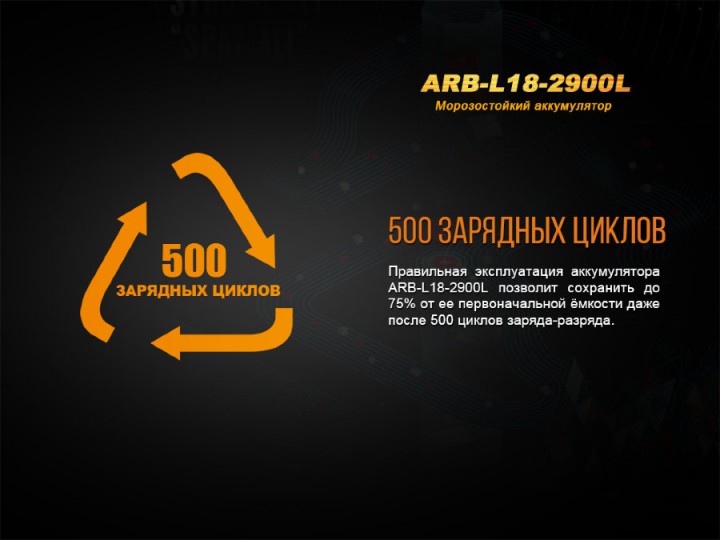 ARB-L18-2900L
Морозостойкий аккумулятор
500
ЗАРЯДНЫХ ЦИКЛОВ
500 ЗАРЯДНЫХ ЦИКЛОВ
Правильная эксплуатация аккумулятора
ARB-L18-2900L позволит сохранить до
75% от ее первоначальной ёмкости даже
после 500 циклов заряда-разряда.